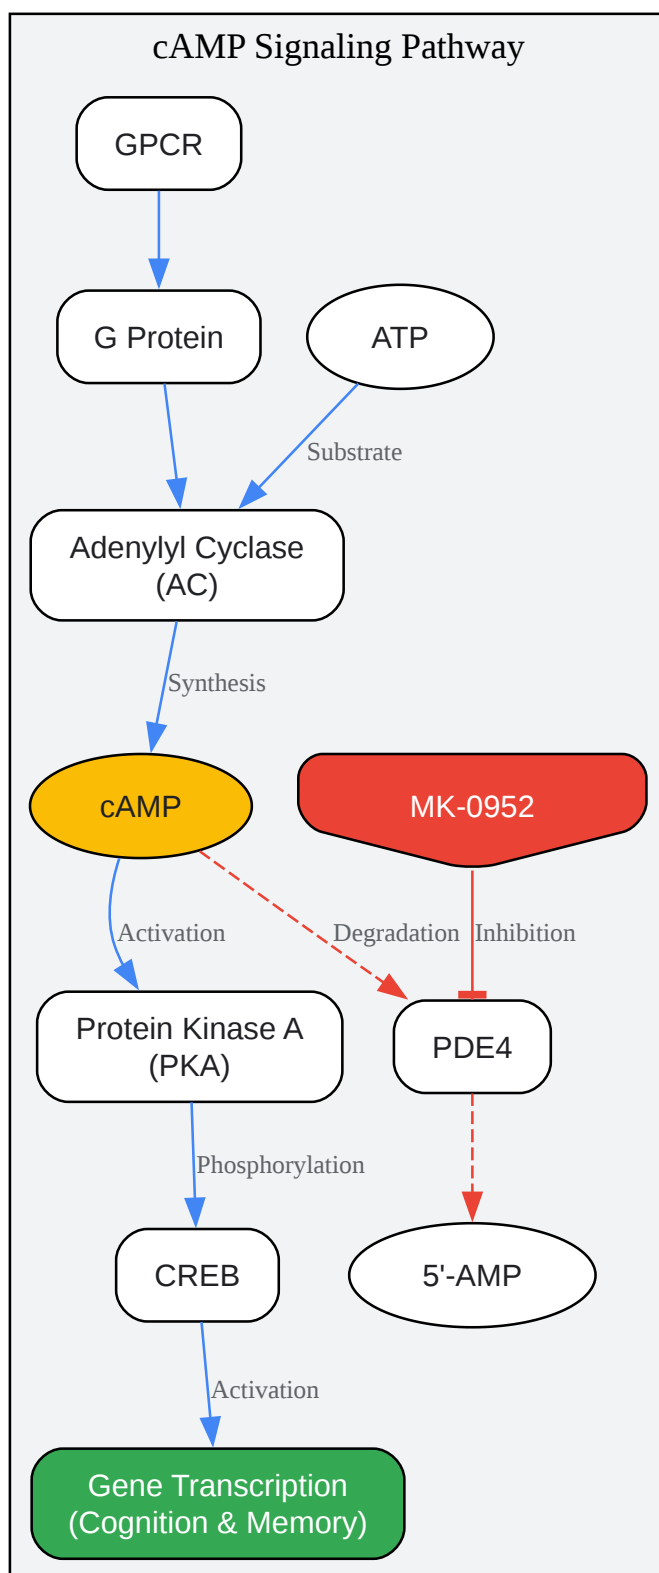 cAMP Signaling Pathway
GPCR
G Protein
ATP
Substrate
Adenylyl Cyclase
(AC)
Synthesis
cAMP
MK-0952
Activation
Degradation
Inhibition
Protein Kinase A
(PKA)
PDE4
Phosphorylation
CREB
5'-AMP
Activation
Gene Transcription
(Cognition & Memory)